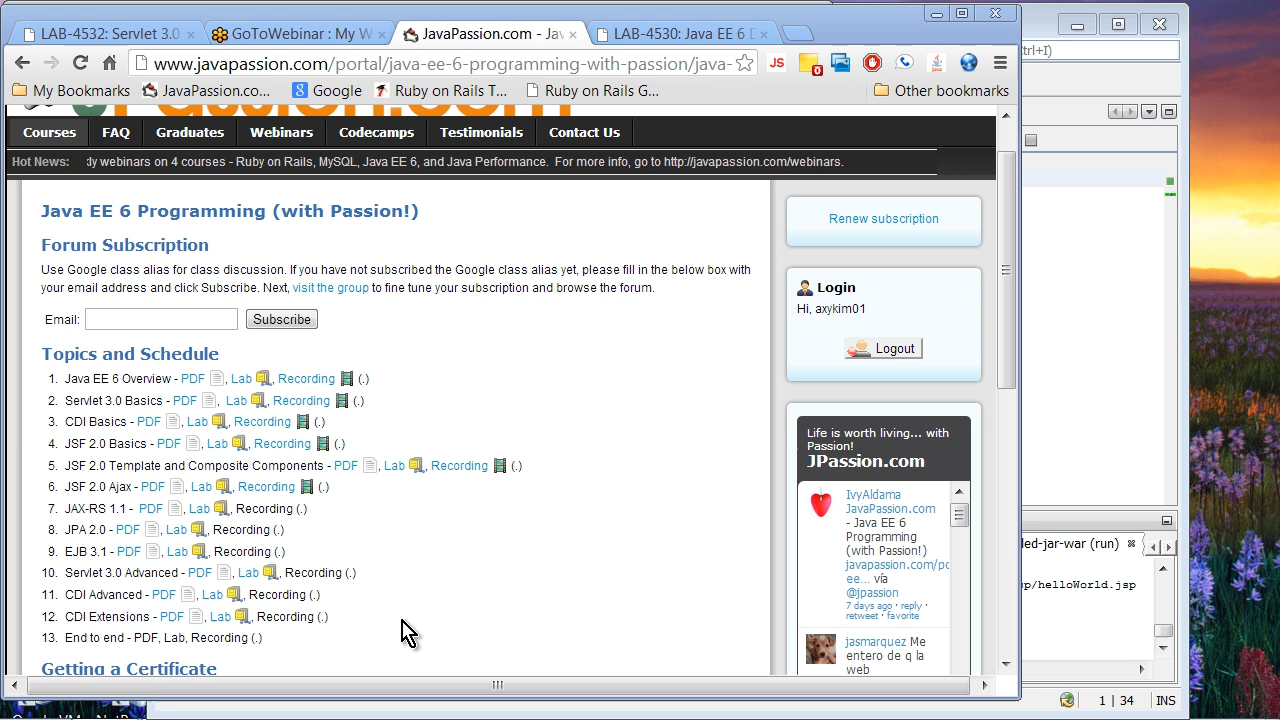 LAB-4532: Servlet 3.0
GoToWebinar : My W
JavaPassion.com - Jav
LAB-4530: Java EE 6 D
www.javapassion.com/portal/java-ee-6-programming-with-passion/java-
JS
0
trl+I)
My Bookmarks
JavaPassion.co...
Google
Ruby on Rails T...
Ruby on Rails G...
Other bookmarks
Courses
FAQ
Graduates
Webinars
Codecamps
Testimonials
Contact Us
Hot News: dy webinars on 4 courses - Ruby on Rails, MySQL, Java EE 6, and Java Performance. For more info, go to http://javapassion.com/webinars.
Java EE 6 Programming (with Passion!)
Forum Subscription
Use Google class alias for class discussion. If you have not subscribed the Google class alias yet, please fill in the below box with
your email address and click Subscribe. Next, visit the group to fine tune your subscription and browse the forum.
Email:
Subscribe
Topics and Schedule
1. Java EE 6 Overview - PDF , Lab , Recording (.)
2. Servlet 3.0 Basics - PDF , Lab , Recording (.)
3. CDI Basics - PDF , Lab , Recording (.)
4. JSF 2.0 Basics - PDF , Lab , Recording (.)
5. JSF 2.0 Template and Composite Components - PDF , Lab , Recording (.)
6. JSF 2.0 Ajax - PDF , Lab , Recording (.)
7. JAX-RS 1.1 - PDF , Lab , Recording (.)
8. JPA 2.0 - PDF , Lab , Recording (.)
9. EJB 3.1 - PDF , Lab , Recording (.)
10. Servlet 3.0 Advanced - PDF , Lab , Recording (.)
11. CDI Advanced - PDF , Lab , Recording (.)
12. CDI Extensions - PDF , Lab , Recording (.)
13. End to end - PDF, Lab, Recording (.)
Getting a Certificate
Renew subscription
Login
Hi, axykim01
Logout
Life is worth living... with
Passion!
JPassion.com
IvyAldama
JavaPassion.com
- Java EE 6
Programming
(with Passion!)
javapassion.com/po
ee... vía
@jpassion
7 days ago · reply ·
retweet · favorite
jasmarquez Me
entero de q la
web
led-jar-war (run)
up/helloWorld.jsp
1 | 34
INS